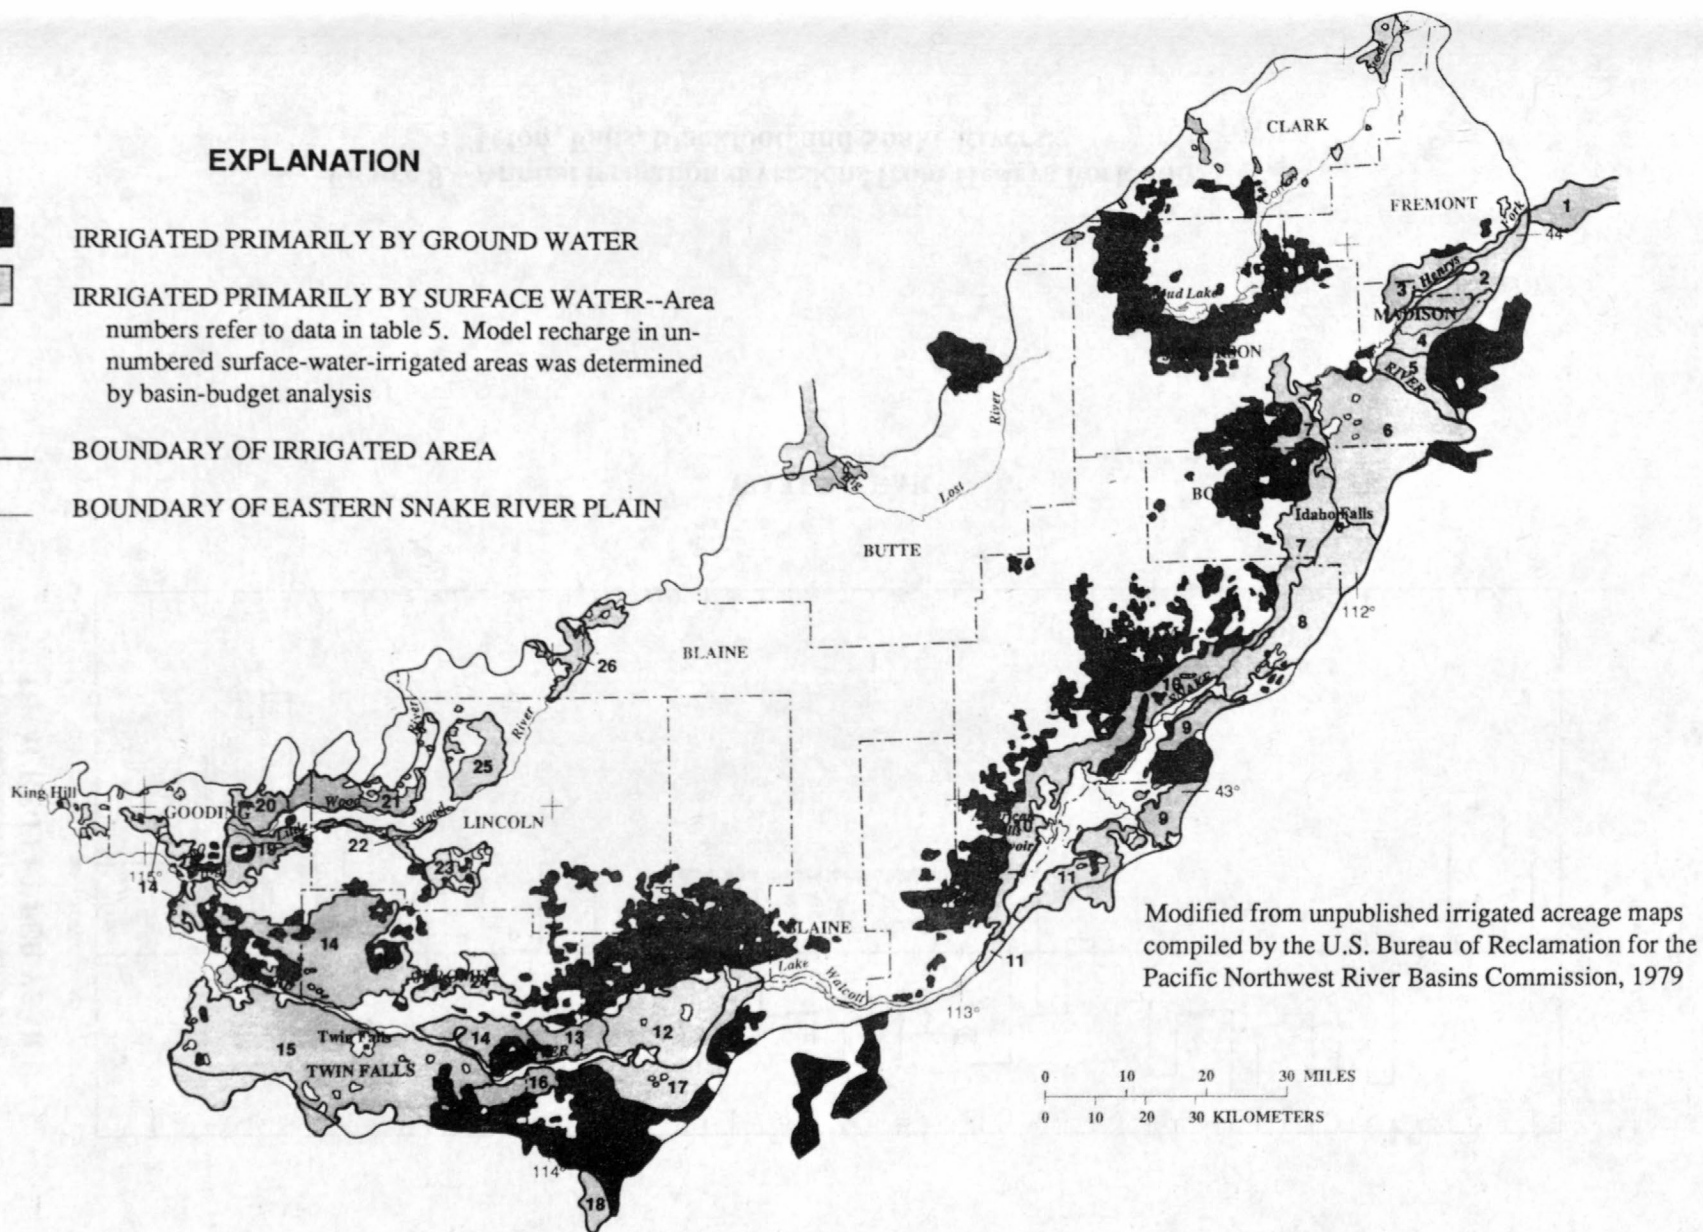 EXPLANATION
IRRIGATED PRIMARILY BY GROUND WATER
IRRIGATED PRIMARILY BY SURFACE WATER--Area
numbers refer to data in table 5. Model recharge in un-
numbered surface-water-irrigated areas was determined
by basin-budget analysis
BOUNDARY OF IRRIGATED AREA
BOUNDARY OF EASTERN SNAKE RIVER PLAIN
CLARK
FREMONT
1
Fork
44°
Henrys
2
3
MADISON
4
5
RIVER
6
7
Idaho Falls
7
River
Lost
BUTTE
112°
8
BLAINE
26
10
SNAKE
9
River
River
25
43°
9
King Hill
GOODING
20
Wood
21
Wood
LINCOLN
Little
19
22
23
115°
14
11
14
BLAINE
24
Lake
Walcott
11
113°
Modified from unpublished irrigated acreage maps
compiled by the U.S. Bureau of Reclamation for the
Pacific Northwest River Basins Commission, 1979
12
13
14
15
Twin Falls
TWIN FALLS
16
17
114°
18
0 10 20 30 MILES
0 10 20 30 KILOMETERS